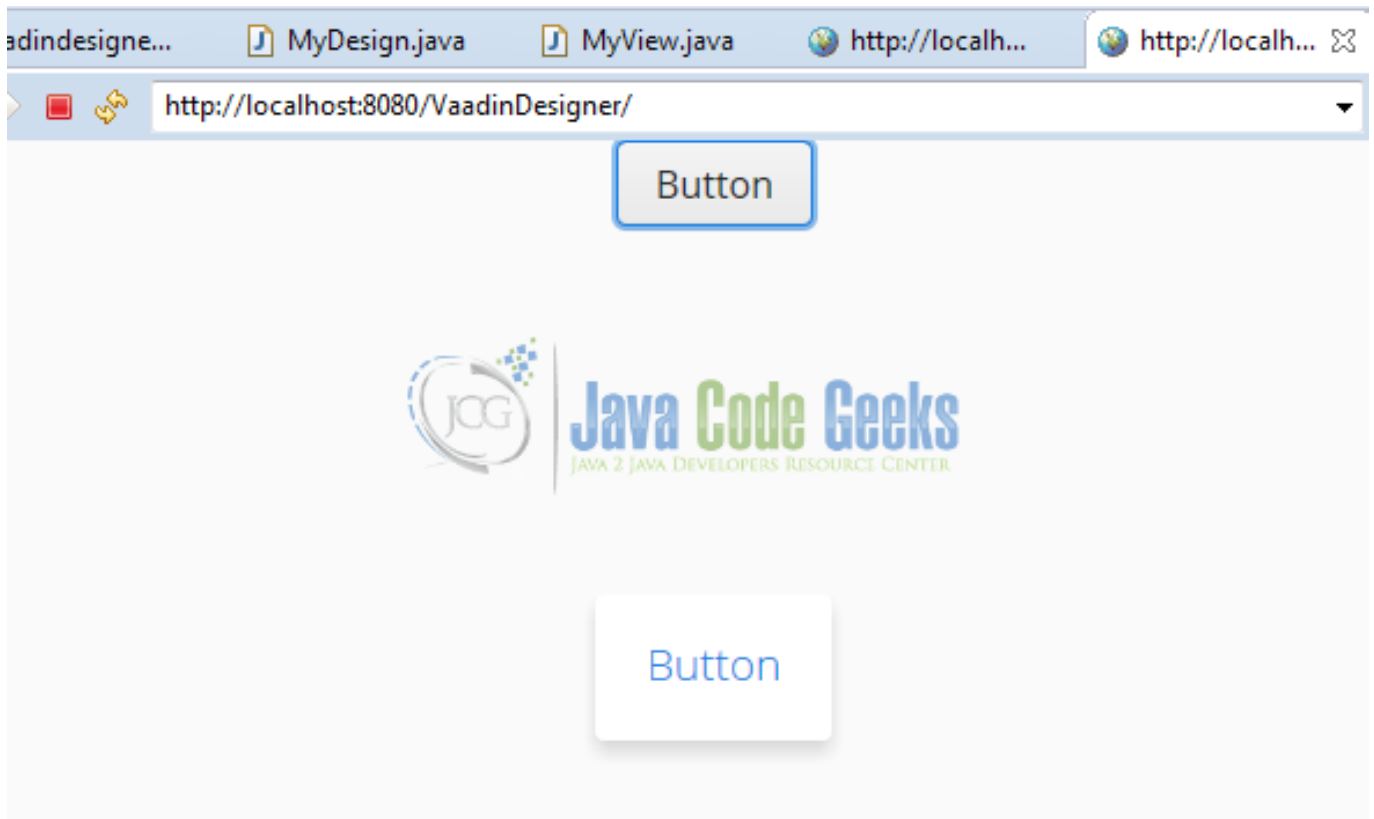 adindesigne... MyDesign.java MyView.java http://localh... http://localh...
http://localhost:8080/VaadinDesigner/
Button
JCG
Java Code Geeks
JAVA 2 JAVA DEVELOPERS RESOURCE CENTER
Button